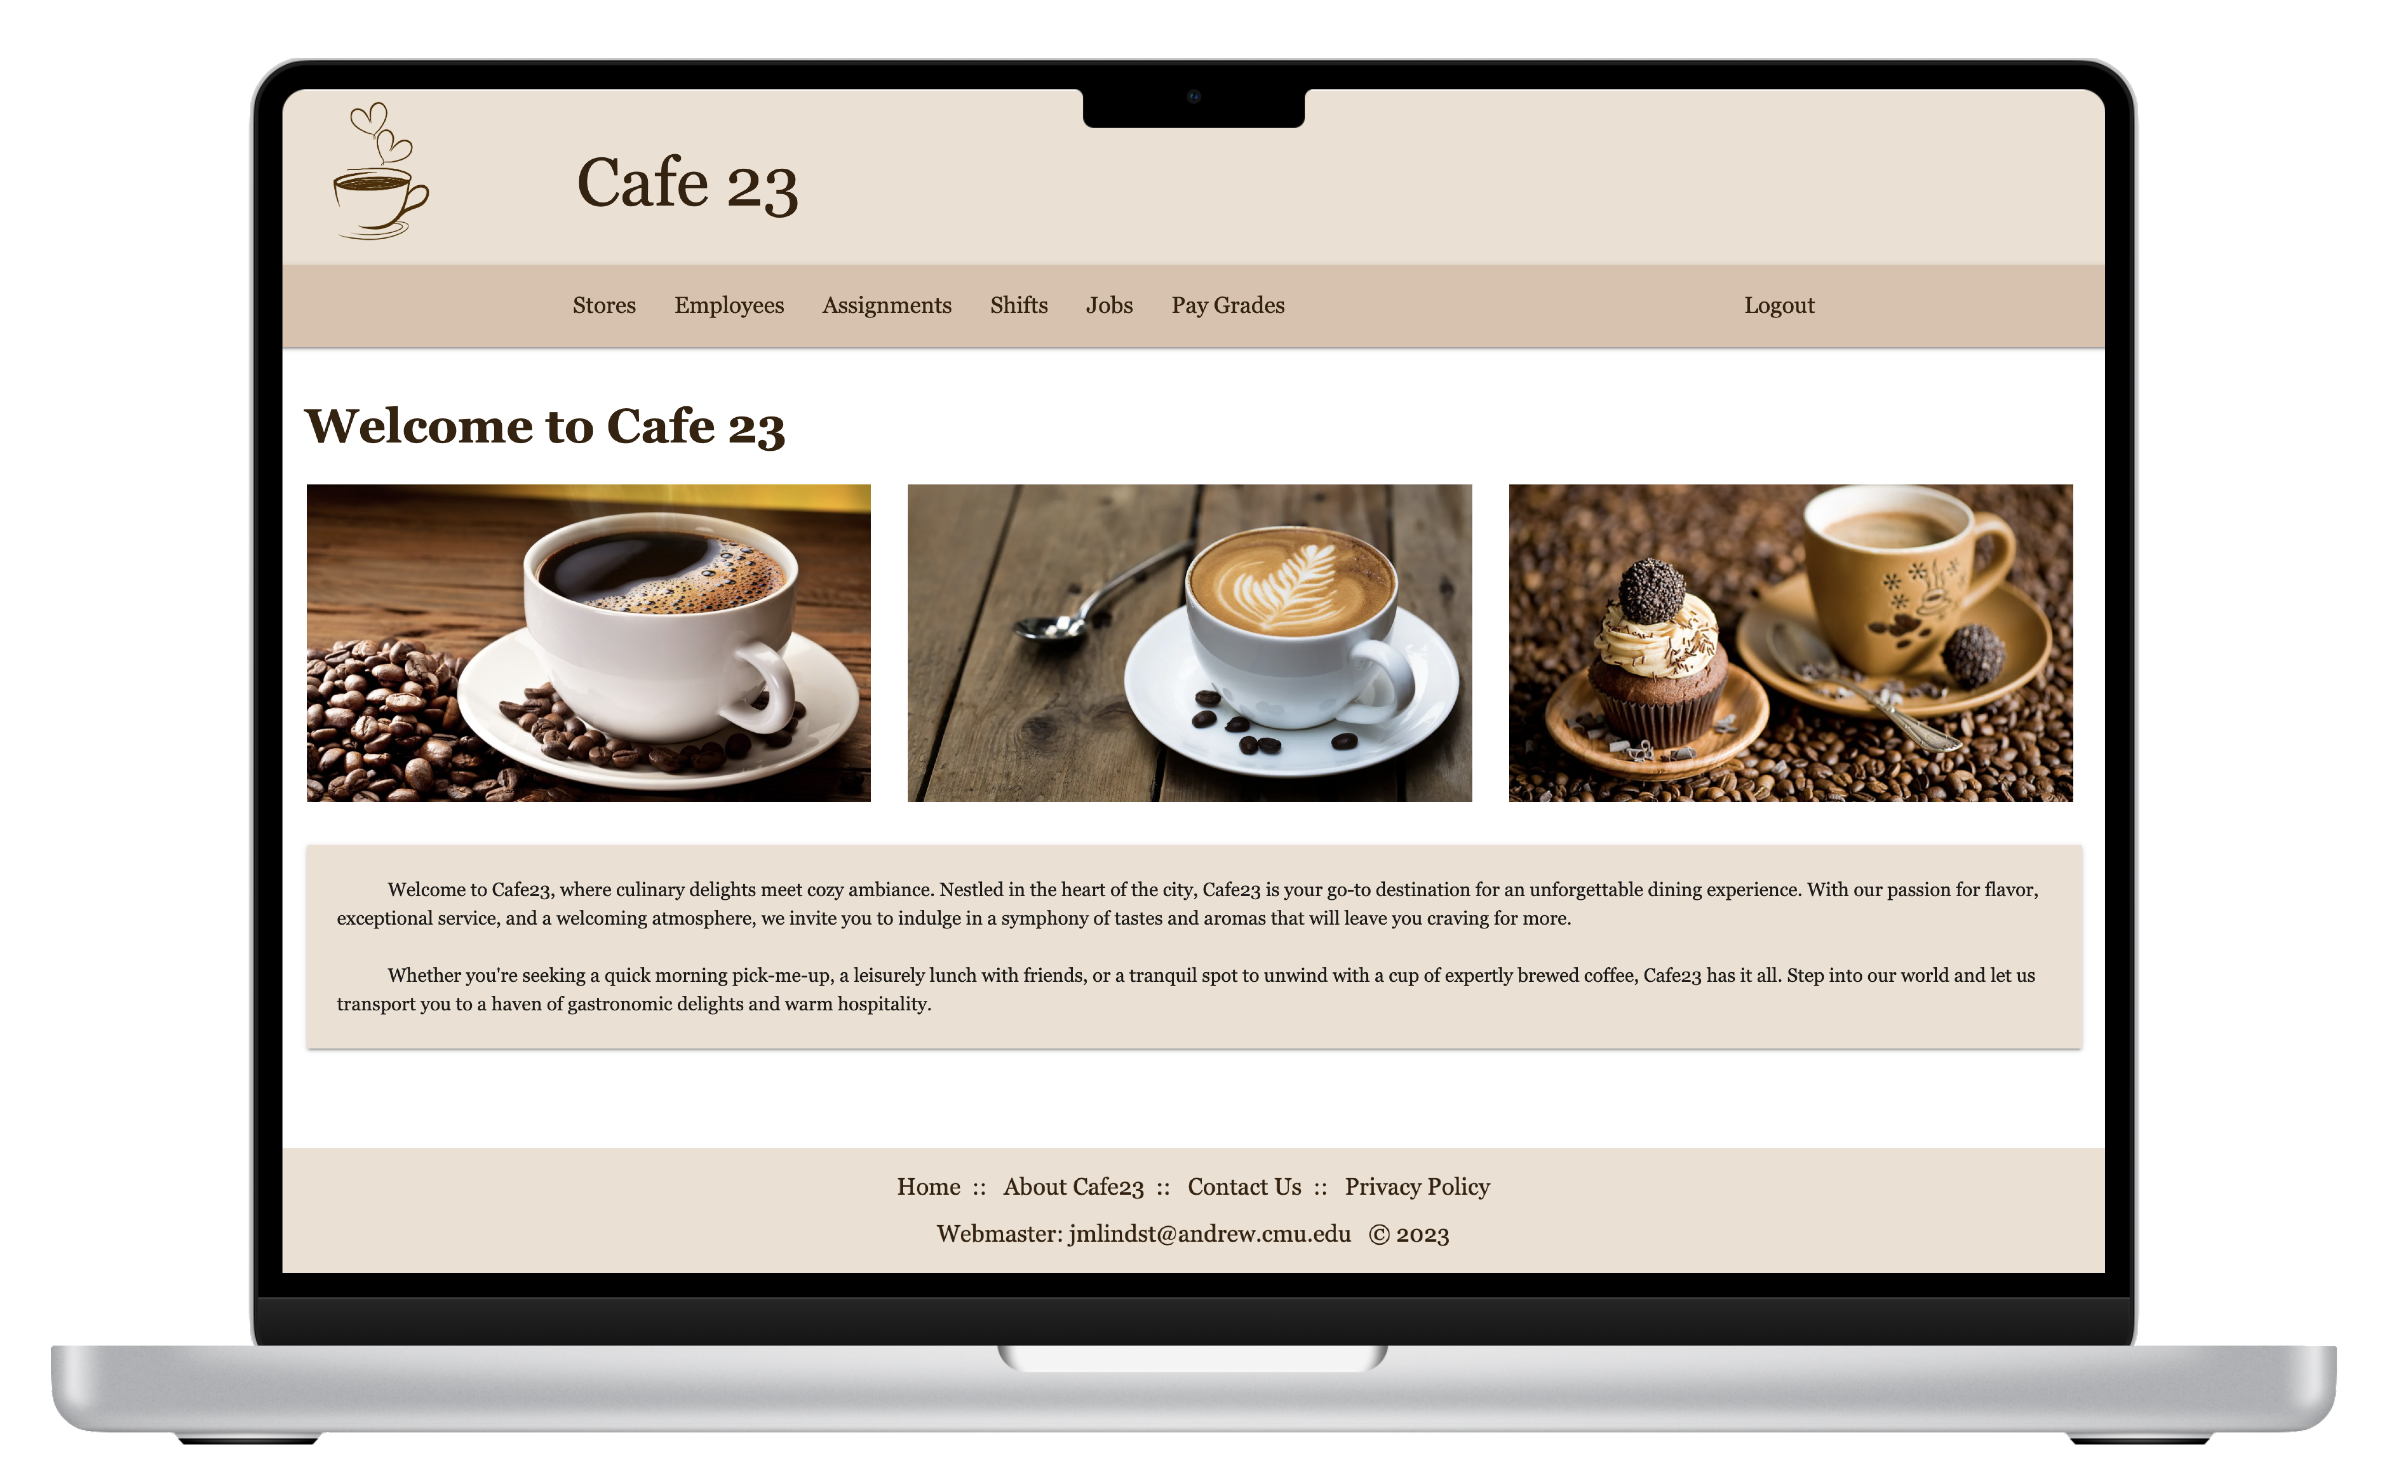 Cafe 23
Stores Employees Assignments Shifts Jobs Pay Grades Logout
Welcome to Cafe 23
Welcome to Cafe23, where culinary delights meet cozy ambiance. Nestled in the heart of the city, Cafe23 is your go-to destination for an unforgettable dining experience. With our passion for flavor,
exceptional service, and a welcoming atmosphere, we invite you to indulge in a symphony of tastes and aromas that will leave you craving for more.
Whether you're seeking a quick morning pick-me-up, a leisurely lunch with friends, or a tranquil spot to unwind with a cup of expertly brewed coffee, Cafe23 has it all. Step into our world and let us
transport you to a haven of gastronomic delights and warm hospitality.
Home :: About Cafe23 :: Contact Us :: Privacy Policy
Webmaster: jmlindst@andrew.cmu.edu © 2023